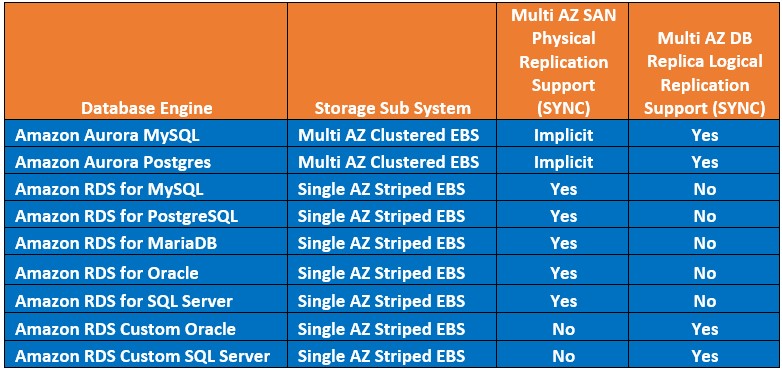 Database Engine
Storage Sub System
Multi AZ SAN
Physical
Replication
Support
(SYNC)
Multi AZ DB
Replica Logical
Replication
Support (SYNC)
Amazon Aurora MySQL Multi AZ Clustered EBS Implicit Yes
Amazon Aurora Postgres Multi AZ Clustered EBS Implicit Yes
Amazon RDS for MySQL Single AZ Striped EBS Yes No
Amazon RDS for PostgreSQL Single AZ Striped EBS Yes No
Amazon RDS for MariaDB Single AZ Striped EBS Yes No
Amazon RDS for Oracle Single AZ Striped EBS Yes No
Amazon RDS for SQL Server Single AZ Striped EBS Yes No
Amazon RDS Custom Oracle Single AZ Striped EBS No Yes
Amazon RDS Custom SQL Server Single AZ Striped EBS No Yes